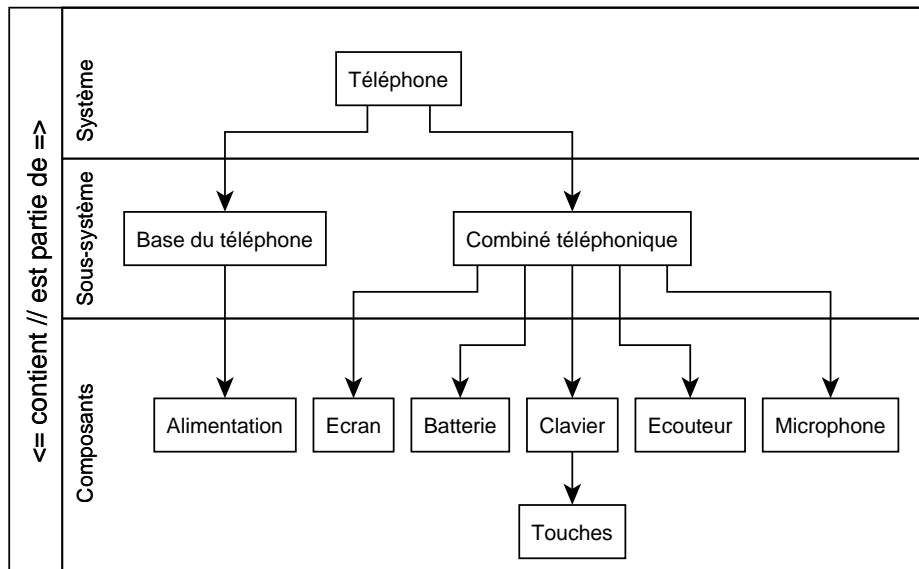 <= contient // est partie de =>
Système
Téléphone
Sous-système
Base du téléphone
Combiné téléphonique
Composants
Alimentation
Ecran
Batterie
Clavier
Ecouteur
Microphone
Touches